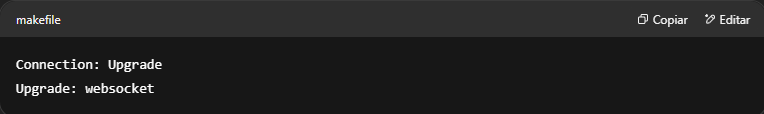 makefile Copiar Editar
Connection: Upgrade
Upgrade: websocket